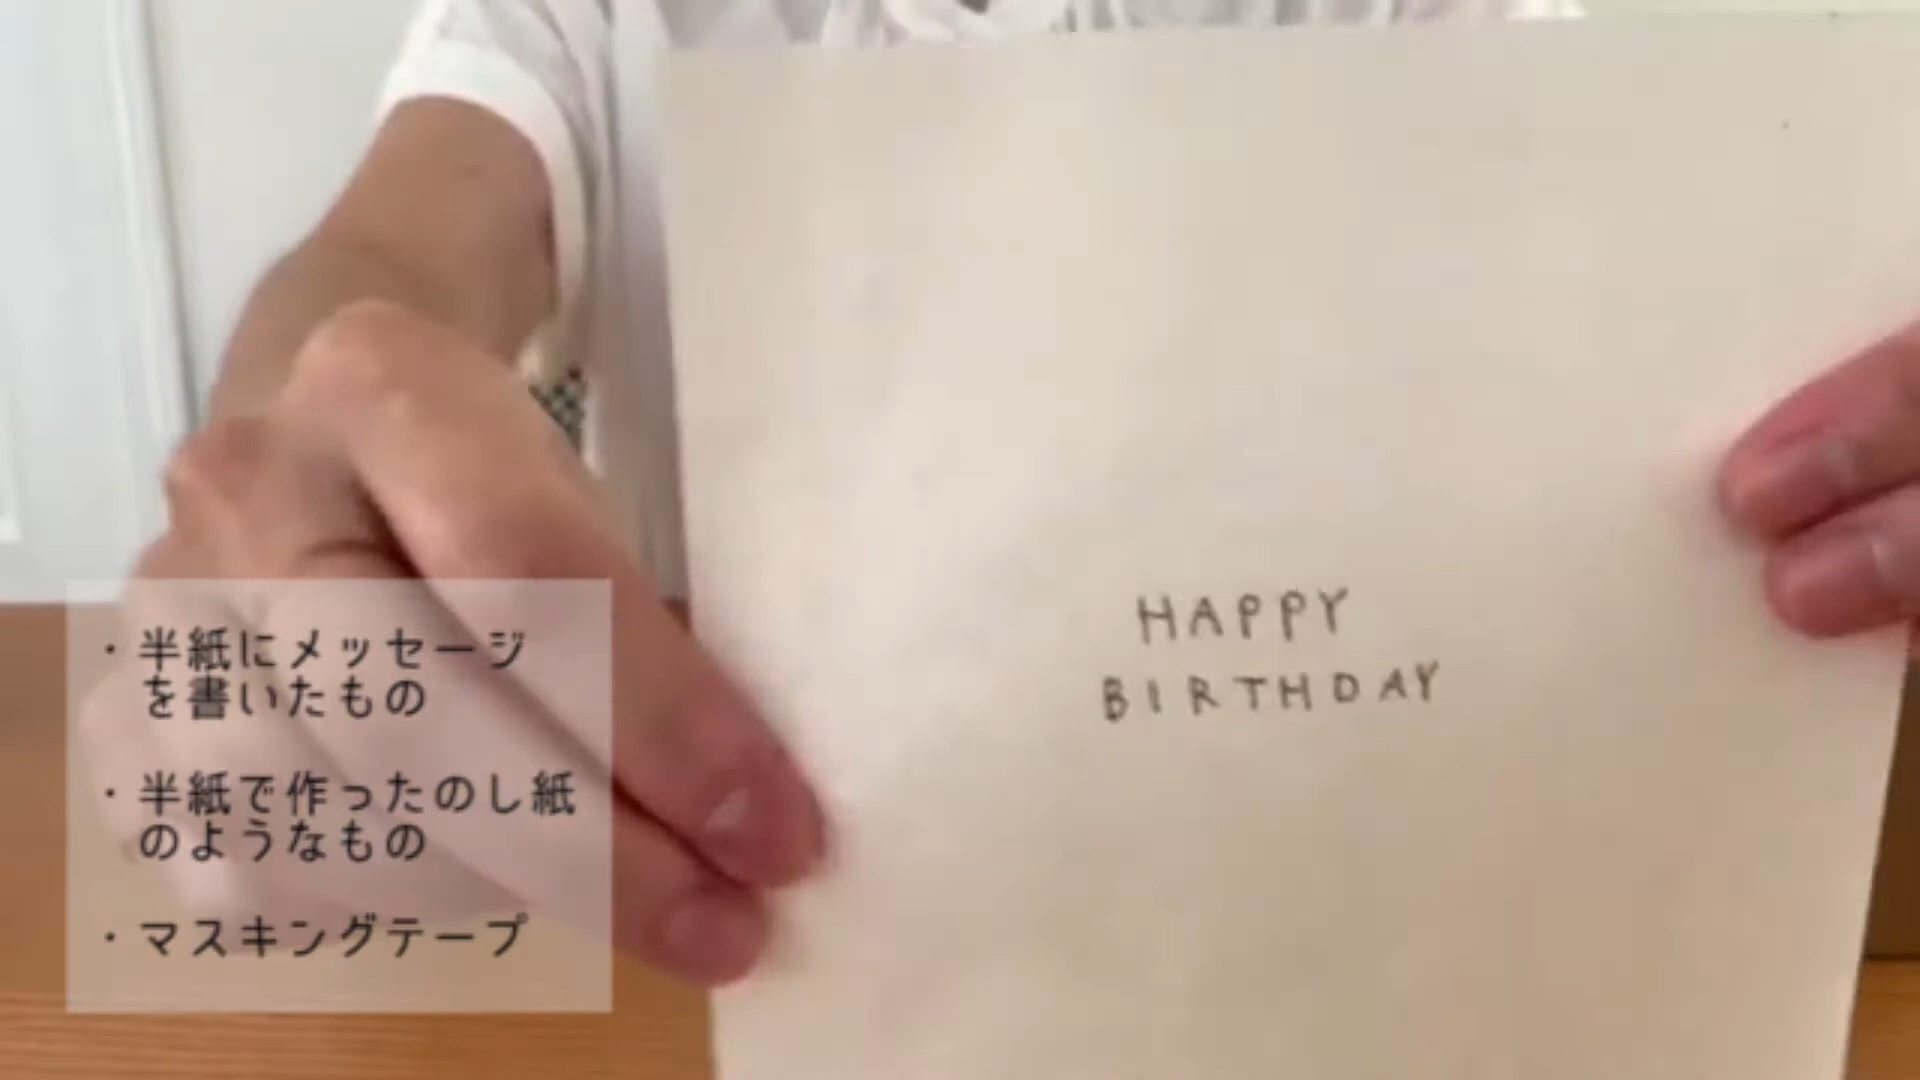 ・半紙にメッセージ
を書いたもの
・半紙で作ったのし紙
のようなもの
・マスキングテープ
HAPPY
BIRTHDAY